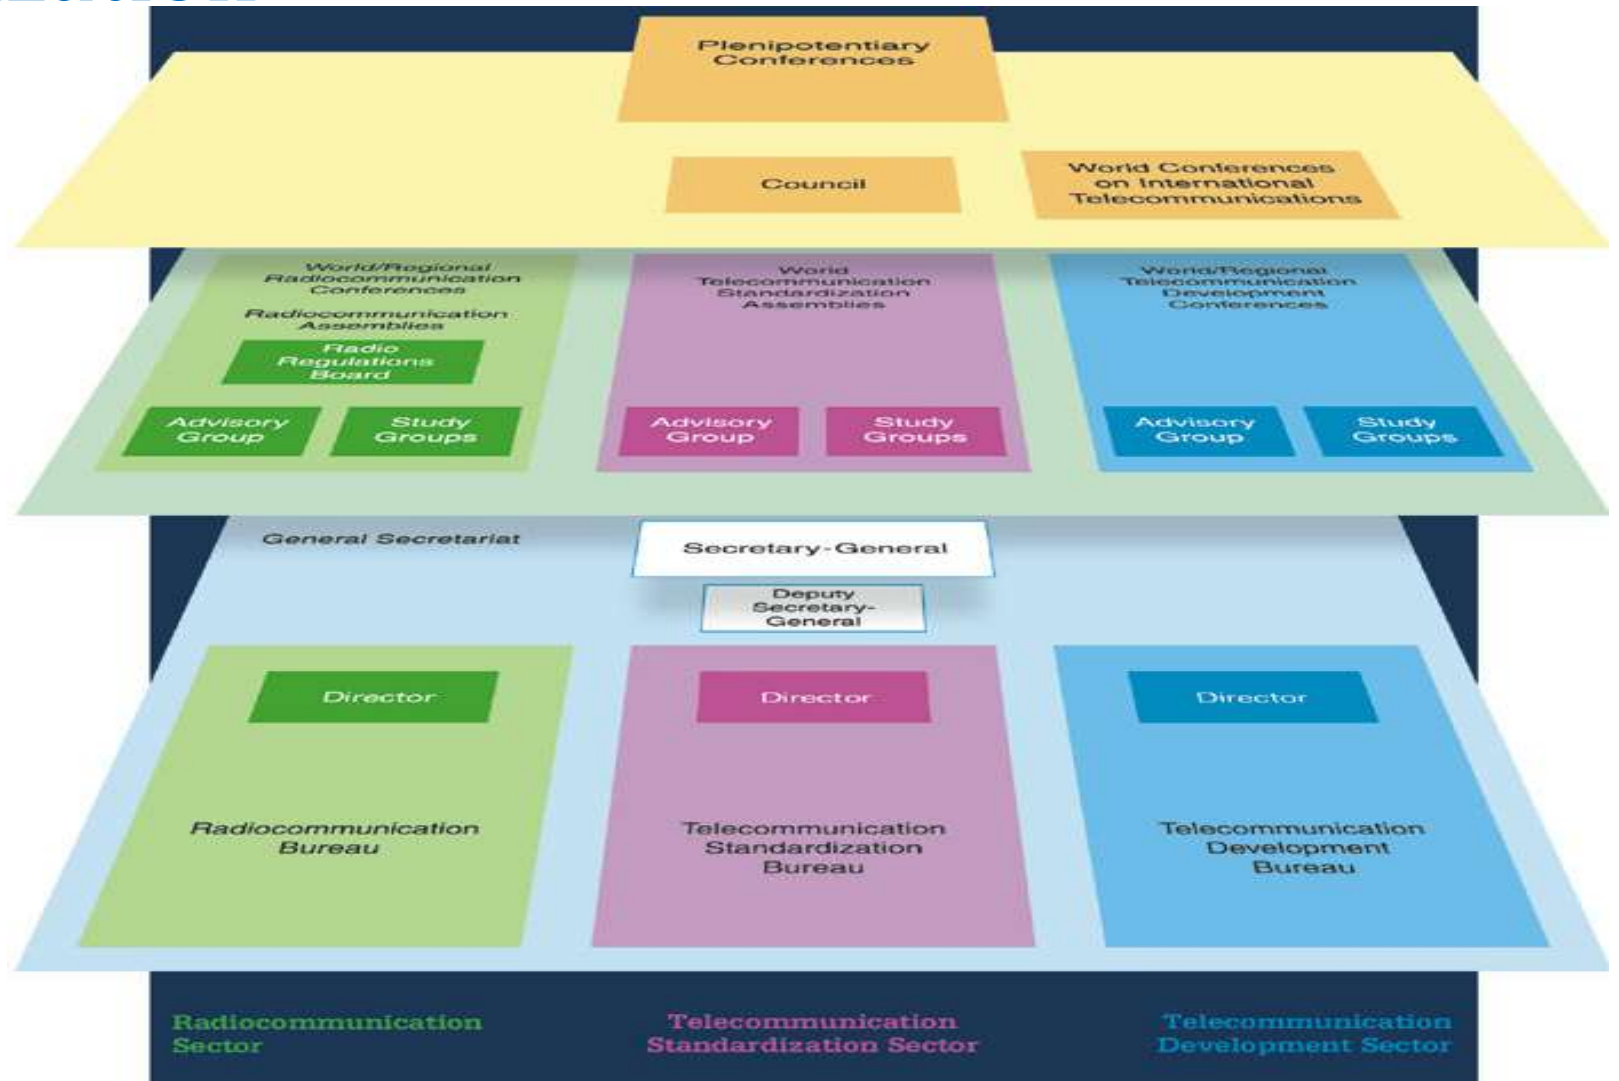 Plenipotentiary
Conferences
Council
World Conferences
on International
Telecommunications
World/Regional
Radiocommunication
Conferences
Radiocommunication
Assemblies
Radio
Regulations
Board
Advisory
Group
Study
Groups
World
Telecommunication
Standardization
Assemblies
Advisory
Group
Study
Groups
World/Regional
Telecommunication
Development
Conferences
Advisory
Group
Study
Groups
General Secretariat
Secretary-General
Deputy
Secretary-
General
Director
Radiocommunication
Bureau
Director
Telecommunication
Standardization
Bureau
Director
Telecommunication
Development
Bureau
Radiocommunication
Sector
Telecommunication
Standardization Sector
Telecommunication
Development Sector